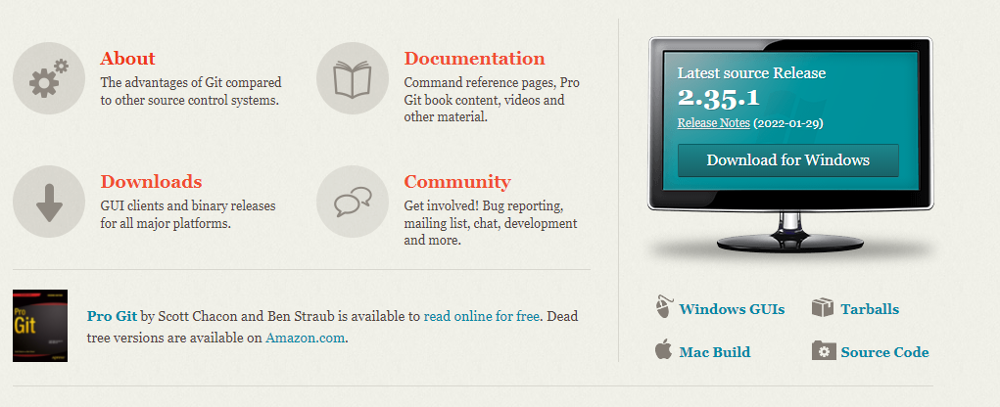 About
The advantages of Git compared
to other source control systems.
Documentation
Command reference pages, Pro
Git book content, videos and
other material.
Downloads
GUI clients and binary releases
for all major platforms.
Community
Get involved! Bug reporting,
mailing list, chat, development
and more.
Pro
Git
Pro Git by Scott Chacon and Ben Straub is available to read online for free. Dead
tree versions are available on Amazon.com.
Latest source Release
2.35.1
Release Notes (2022-01-29)
Download for Windows
Windows GUIs
Tarballs
Mac Build
Source Code